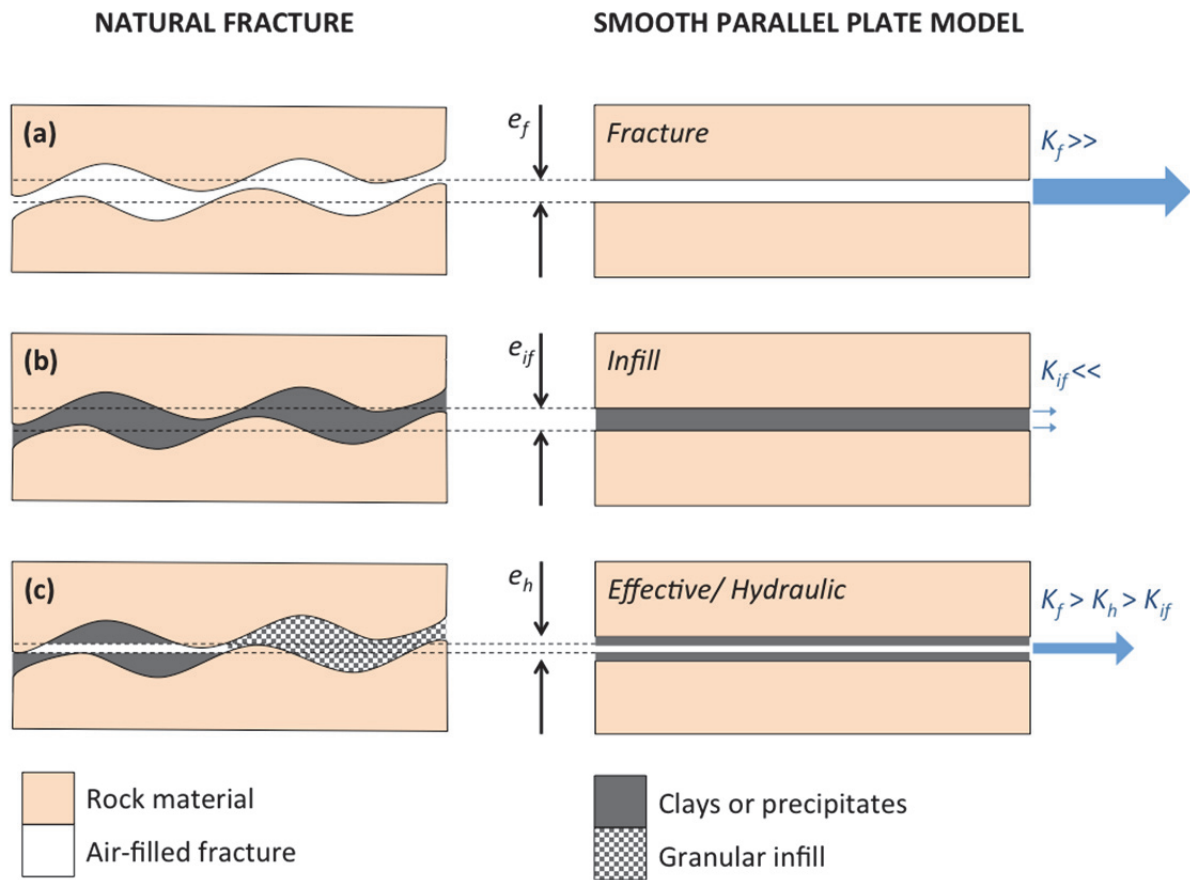 NATURAL FRACTURE
SMOOTH PARALLEL PLATE MODEL
(a)
e_f
Fracture
K_f >>
(b)
e_if
Infill
K_if <<
(c)
e_h
Effective/ Hydraulic
K_f > K_h > K_if
Rock material
Air-filled fracture
Clays or precipitates
Granular infill